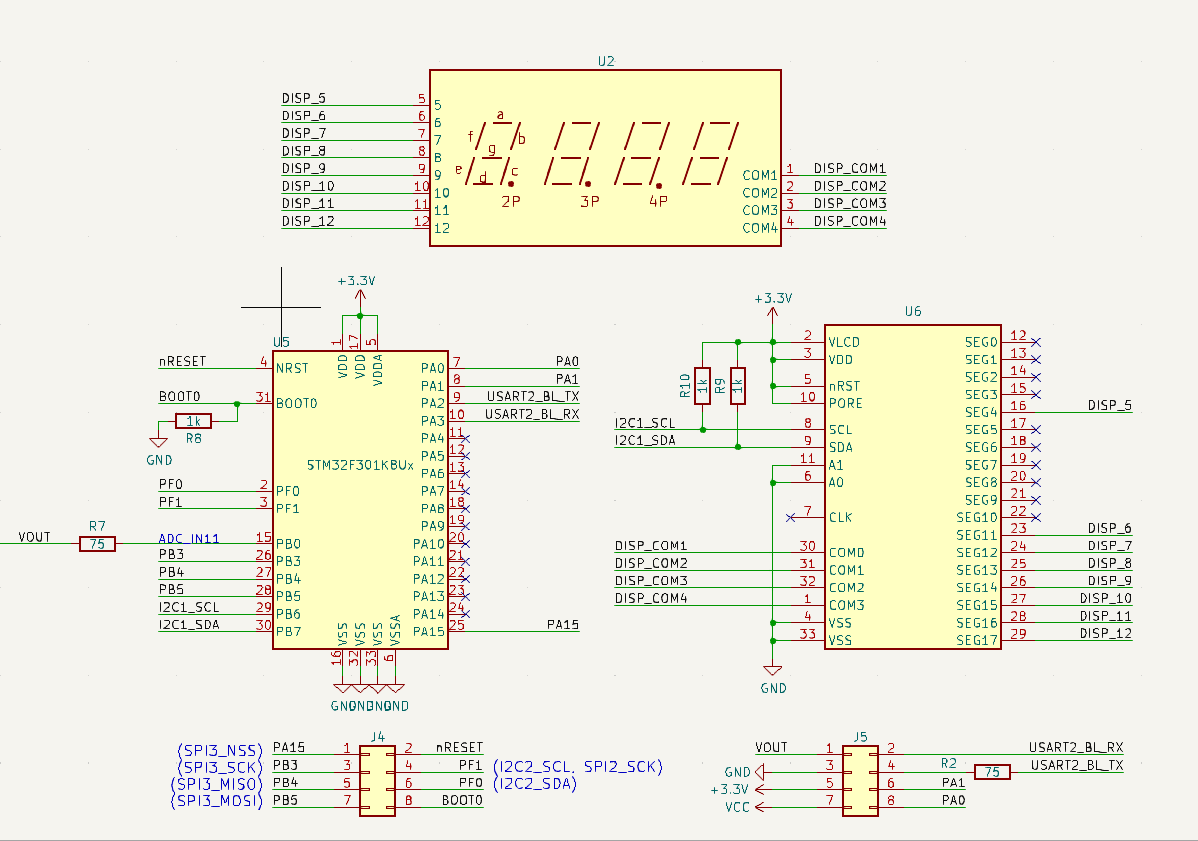 U2
DISP_5 5 5
DISP_6 6 6
DISP_7 7 7
DISP_8 8 8
DISP_9 9 9
DISP_10 10 10
DISP_11 11 11
DISP_12 12 12
a
f b
g
e c
d
2P 3P 4P
COM1 1 DISP_COM1
COM2 2 DISP_COM2
COM3 3 DISP_COM3
COM4 4 DISP_COM4
+3.3V
U5
1 VDD
17 VDD
5 VDDA
nRESET 4 NRST
BOOT0 31 BOOT0
1k
R8
GND
STM32F301K8Ux
PF0 2 PF0
PF1 3 PF1
R7
VOUT 75 ADC_IN11 15 PB0
PB3 26 PB3
PB4 27 PB4
PB5 28 PB5
I2C1_SCL 29 PB6
I2C1_SDA 30 PB7
PA0 7 PA0
PA1 8 PA1
PA2 9 USART2_BL_TX
PA3 10 USART2_BL_RX
PA4 11
PA5 12
PA6 13
PA7 14
PA8 18
PA9 19
PA10 20
PA11 21
PA12 22
PA13 23
PA14 24
PA15 25 PA15
VSS 16
VSS 32
VSS 33
VSSA 6
GND GND GND GND
+3.3V
U6
R10 1k R9 1k
2 VLCD
3 VDD
5 nRST
10 PORE
I2C1_SCL 8 SCL
I2C1_SDA 9 SDA
11 A1
6 A0
7 CLK
DISP_COM1 30 COM0
DISP_COM2 31 COM1
DISP_COM3 32 COM2
DISP_COM4 1 COM3
4 VSS
33 VSS
GND
SEG0 12
SEG1 13
SEG2 14
SEG3 15
SEG4 16 DISP_5
SEG5 17
SEG6 18
SEG7 19
SEG8 20
SEG9 21
SEG10 22
SEG11 23 DISP_6
SEG12 24 DISP_7
SEG13 25 DISP_8
SEG14 26 DISP_9
SEG15 27 DISP_10
SEG16 28 DISP_11
SEG17 29 DISP_12
J4
(SPI3_NSS) PA15 1 2 nRESET
(SPI3_SCK) PB3 3 4 PF1 (I2C2_SCL, SPI2_SCK)
(SPI3_MISO) PB4 5 6 PF0 (I2C2_SDA)
(SPI3_MOSI) PB5 7 8 BOOT0
J5
VOUT 1 2 USART2_BL_RX
GND 3 4 R2 75 USART2_BL_TX
+3.3V 5 6 PA1
VCC 7 8 PA0